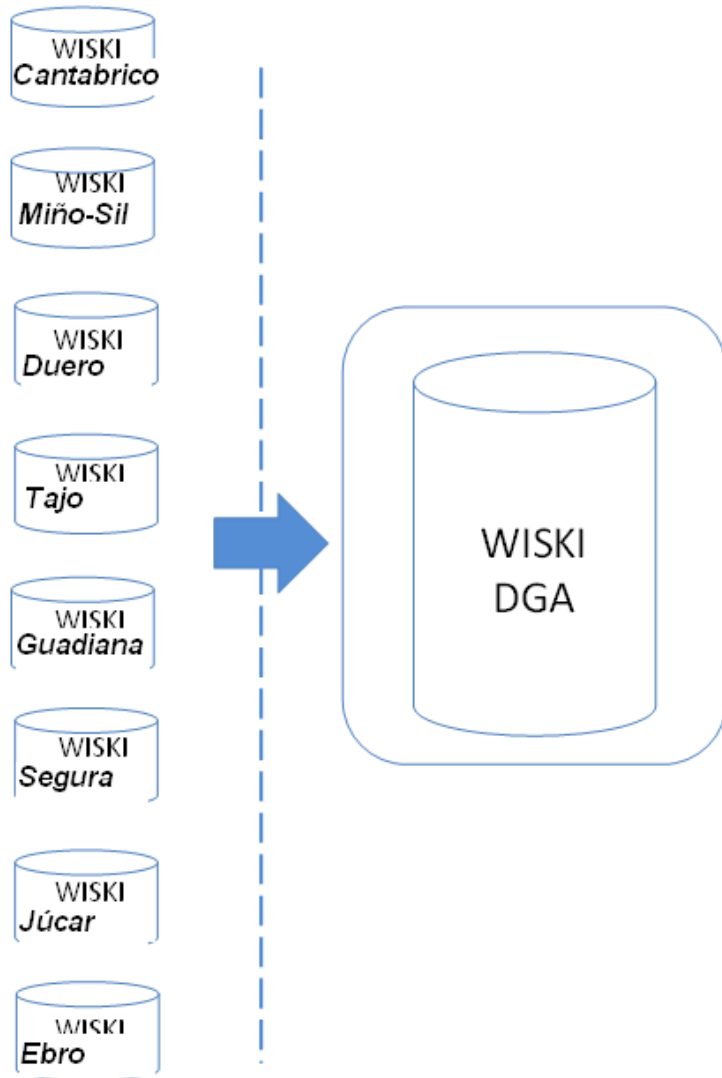 WISKI
Cantabrico
WISKI
Miño-Sil
WISKI
Duero
WISKI
Tajo
WISKI
Guadiana
WISKI
Segura
WISKI
Júcar
WISKI
Ebro
WISKI
DGA